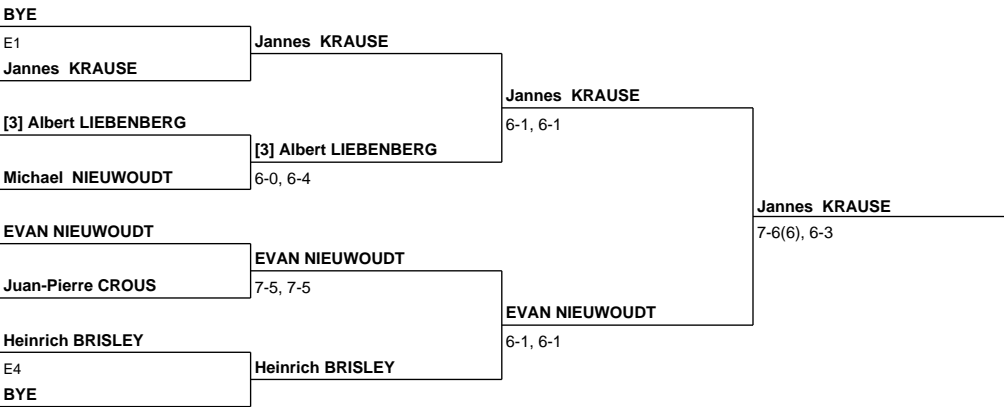 BYE
E1
Jannes KRAUSE
Jannes KRAUSE
[3] Albert LIEBENBERG
Michael NIEUWOUDT
[3] Albert LIEBENBERG
6-0, 6-4
Jannes KRAUSE
6-1, 6-1
EVAN NIEUWOUDT
Juan-Pierre CROUS
EVAN NIEUWOUDT
7-5, 7-5
Heinrich BRISLEY
E4
BYE
Heinrich BRISLEY
EVAN NIEUWOUDT
6-1, 6-1
Jannes KRAUSE
7-6(6), 6-3